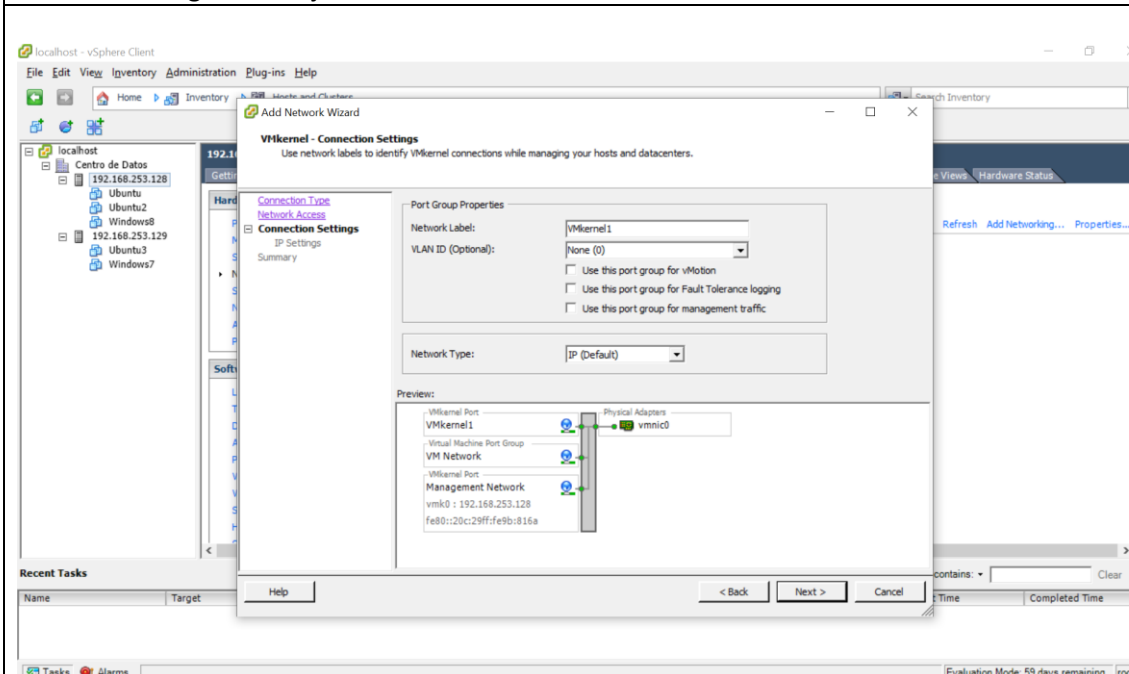 localhost - vSphere Client
File Edit View Inventory Administration Plug-ins Help
Home Inventory Hosts and Clusters
Search Inventory
localhost
Centro de Datos
192.168.253.128
Ubuntu
Ubuntu2
Windows8
192.168.253.129
Ubuntu3
Windows7
Hardware Status
Refresh Add Networking... Properties...
Add Network Wizard
VMkernel - Connection Settings
Use network labels to identify VMkernel connections while managing your hosts and datacenters.
Connection Type
Network Access
Connection Settings
IP Settings
Summary
Port Group Properties
Network Label: VMkernel1
VLAN ID (Optional): None (0)
Use this port group for vMotion
Use this port group for Fault Tolerance logging
Use this port group for management traffic
Network Type: IP (Default)
Preview:
VMkernel Port
VMkernel1
Physical Adapters
vmnic0
Virtual Machine Port Group
VM Network
VMkernel Port
Management Network
vmk0 : 192.168.253.128
fe80::20c:29ff:fe9b:816a
Help < Back Next > Cancel
Recent Tasks
contains: Clear
Name Target Time Completed Time
Tasks Alarms
Evaluation Mode: 59 days remaining